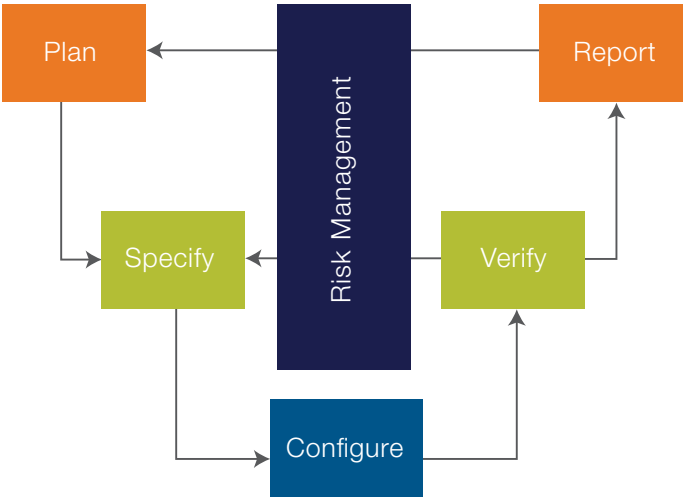 Plan
Report
Risk Management
Specify
Verify
Configure